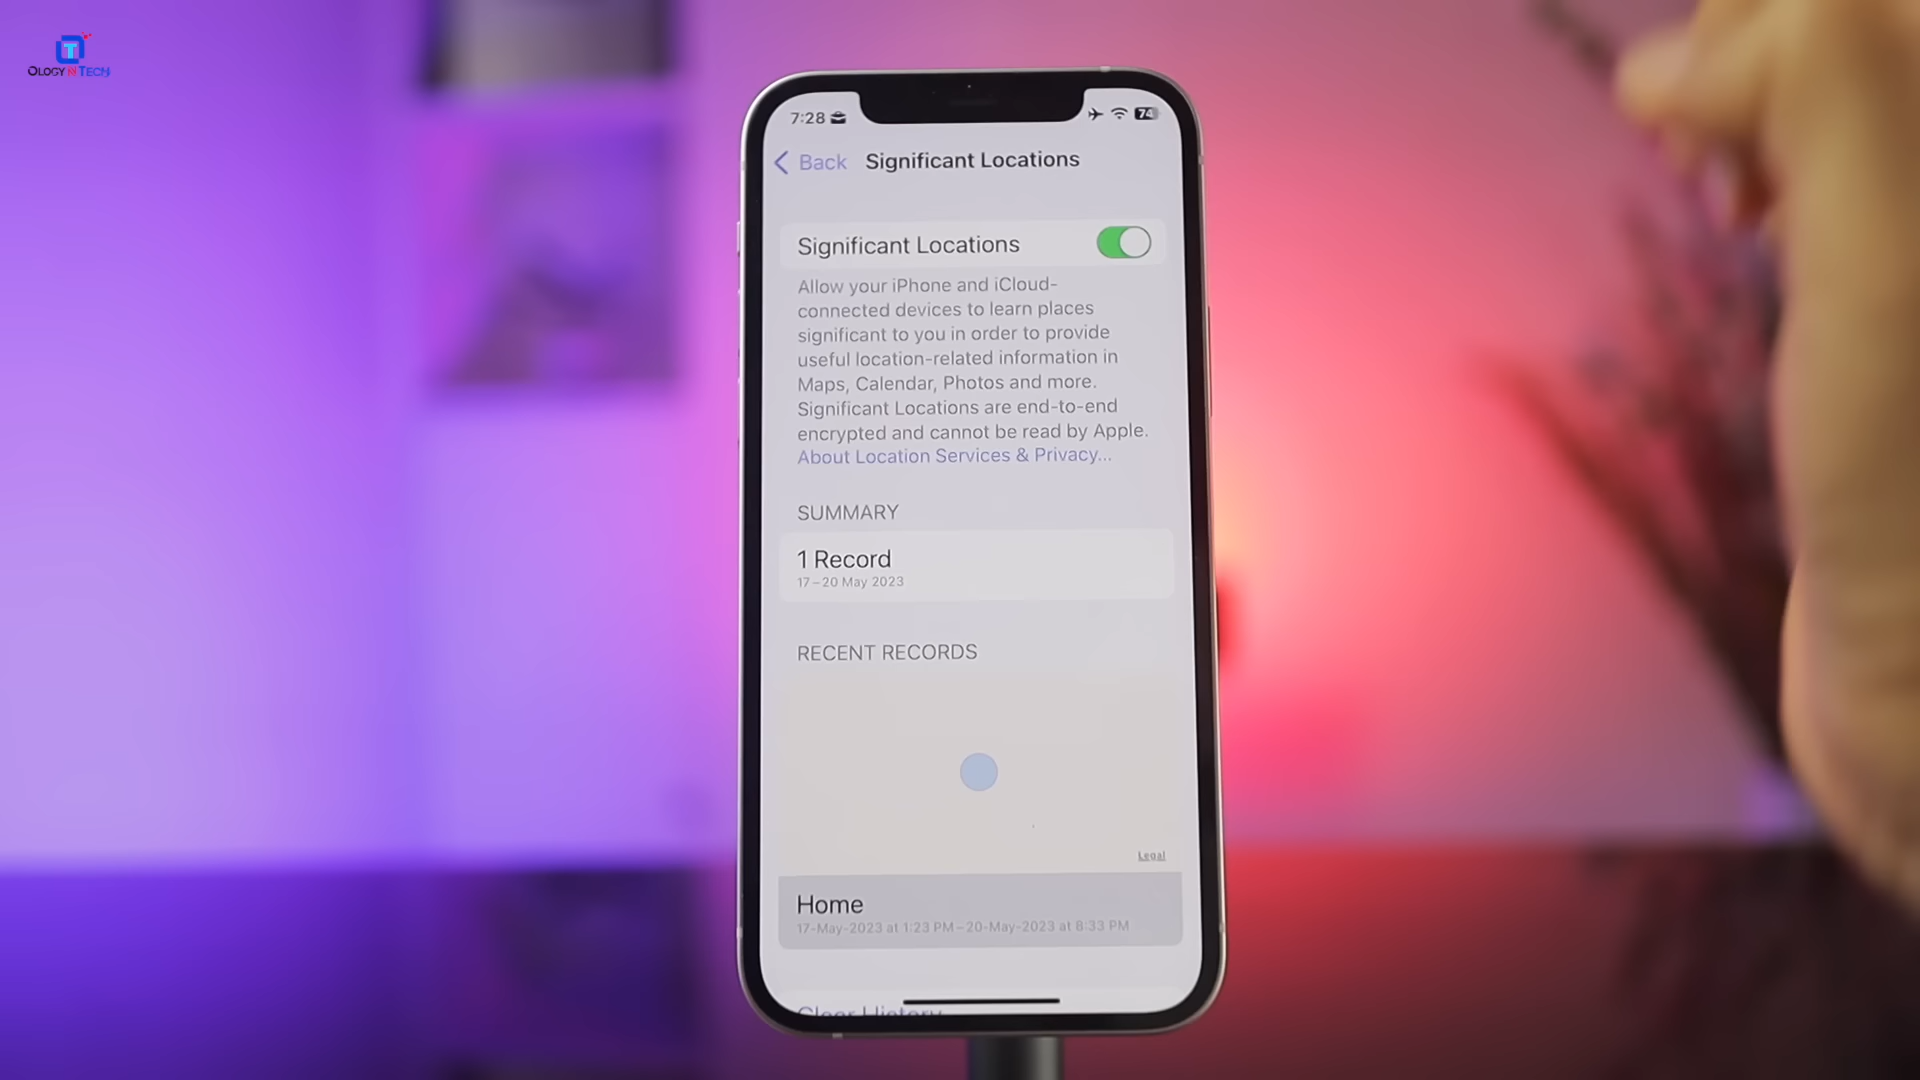 T
OLOGY N TECH
7:28
74
Back Significant Locations
Significant Locations
Allow your iPhone and iCloud-
connected devices to learn places
significant to you in order to provide
useful location-related information in
Maps, Calendar, Photos and more.
Significant Locations are end-to-end
encrypted and cannot be read by Apple.
About Location Services & Privacy...
SUMMARY
1 Record
17–20 May 2023
RECENT RECORDS
Legal
Home
17-May-2023 at 1:23 PM – 20-May-2023 at 8:33 PM
Clear History